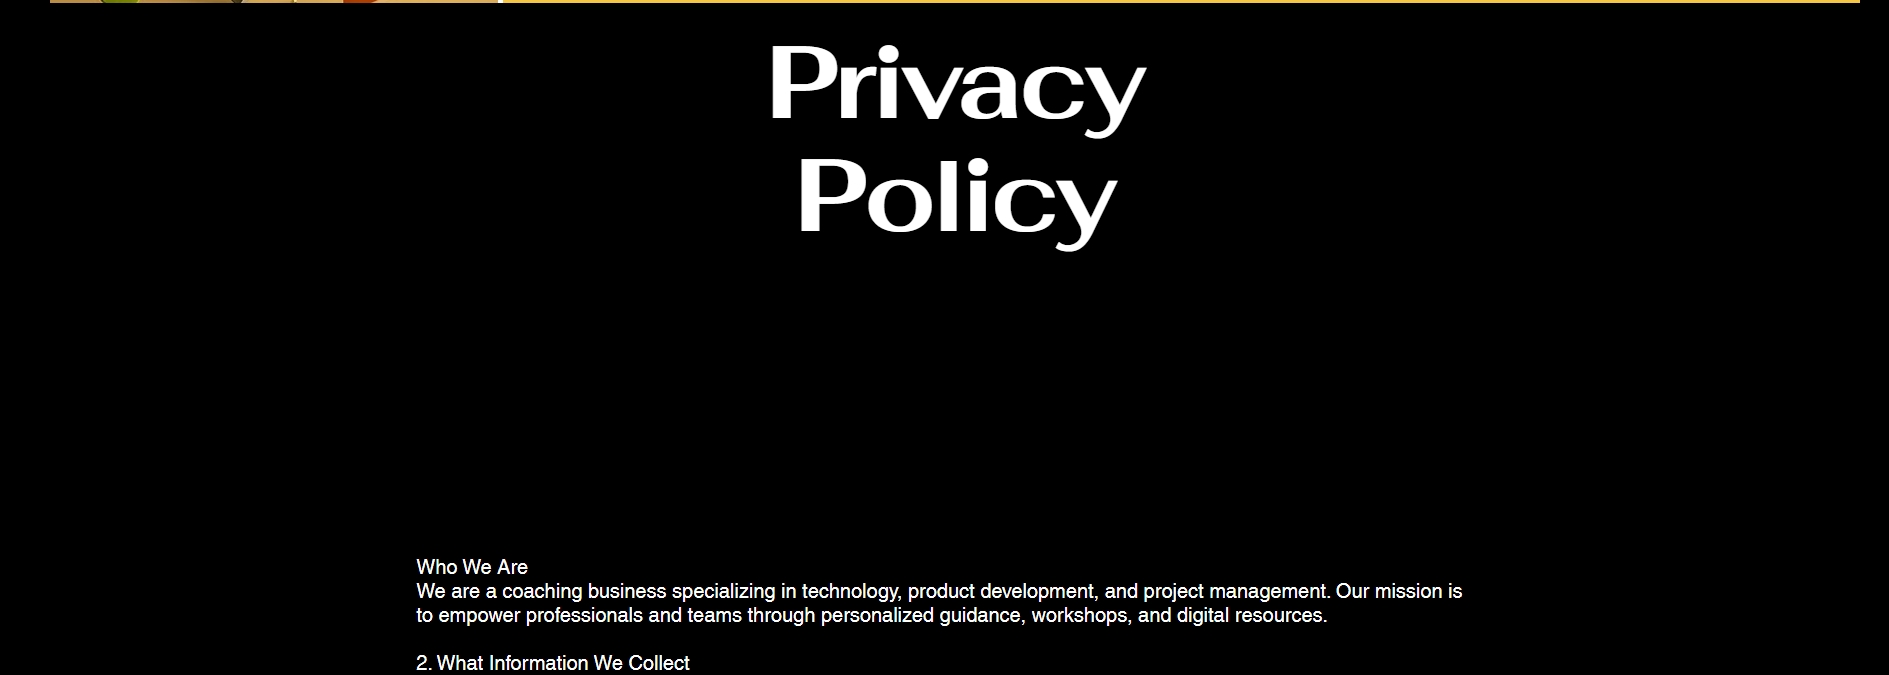 Privacy
Policy
Who We Are
We are a coaching business specializing in technology, product development, and project management. Our mission is
to empower professionals and teams through personalized guidance, workshops, and digital resources.
2. What Information We Collect